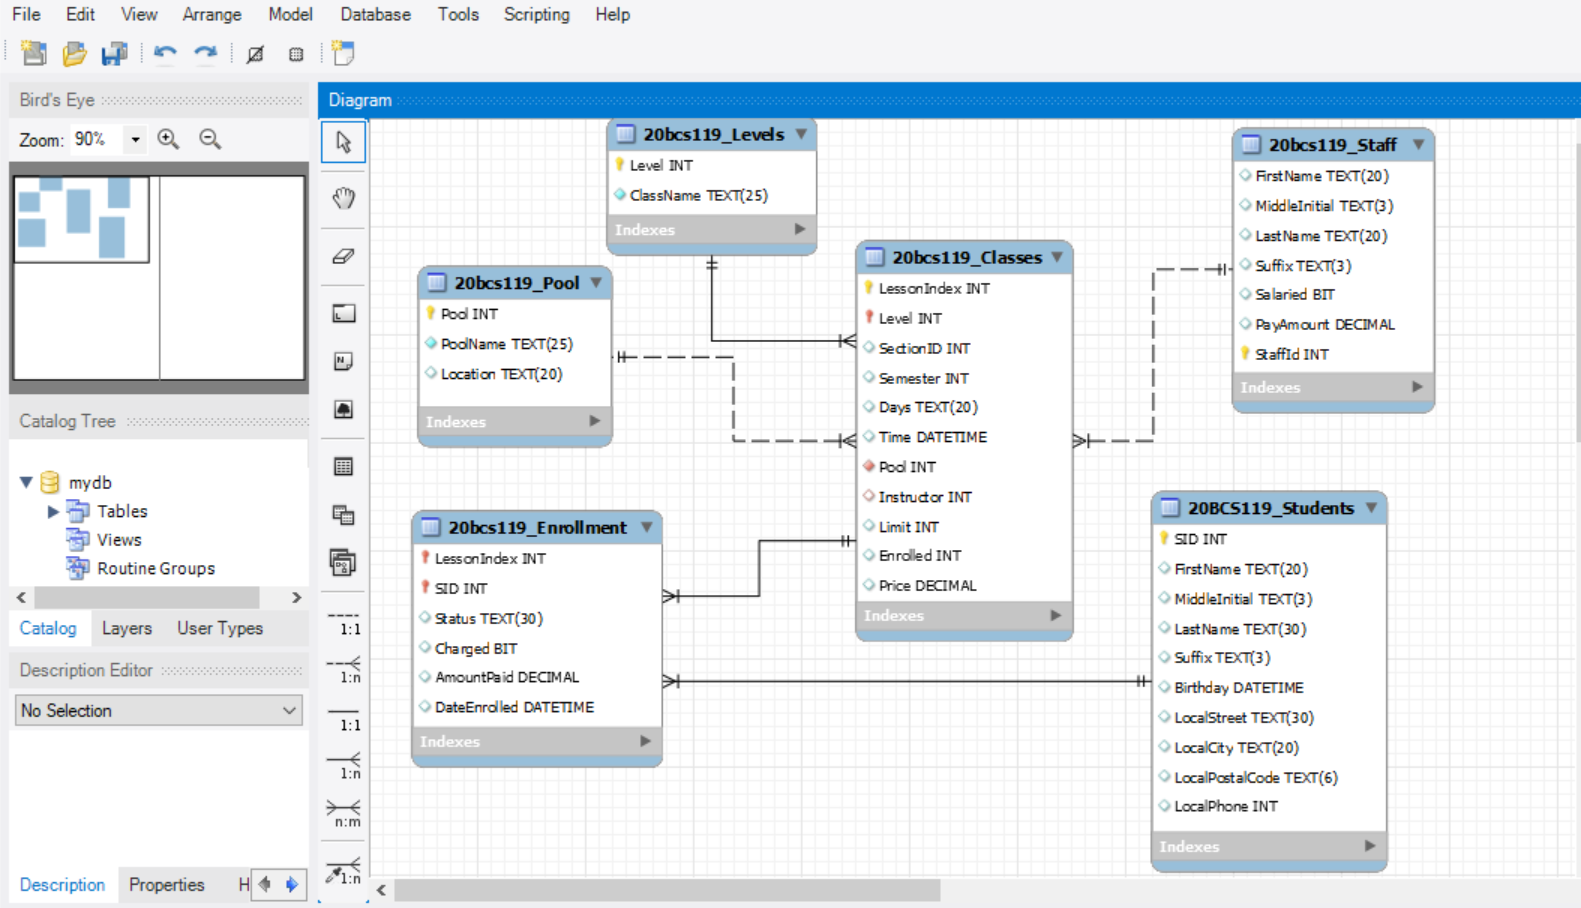 File Edit View Arrange Model Database Tools Scripting Help
Bird's Eye
Zoom: 90%
Catalog Tree
mydb
Tables
Views
Routine Groups
Catalog Layers User Types
Description Editor
No Selection
Description Properties H
Diagram
L
N
1:1
1:n
1:1
1:n
n:m
1:n
20bcs119_Levels
Level INT
ClassName TEXT(25)
Indexes
20bcs119_Pool
Pool INT
PoolName TEXT(25)
Location TEXT(20)
Indexes
20bcs119_Enrollment
LessonIndex INT
SID INT
Status TEXT(30)
Charged BIT
AmountPaid DECIMAL
DateEnrolled DATETIME
Indexes
20bcs119_Classes
LessonIndex INT
Level INT
SectionID INT
Semester INT
Days TEXT(20)
Time DATETIME
Pool INT
Instructor INT
Limit INT
Enrolled INT
Price DECIMAL
Indexes
20bcs119_Staff
FirstName TEXT(20)
MiddleInitial TEXT(3)
LastName TEXT(20)
Suffix TEXT(3)
Salaried BIT
PayAmount DECIMAL
StaffId INT
Indexes
20BCS119_Students
SID INT
FirstName TEXT(20)
MiddleInitial TEXT(3)
LastName TEXT(30)
Suffix TEXT(3)
Birthday DATETIME
LocalStreet TEXT(30)
LocalCity TEXT(20)
LocalPostalCode TEXT(6)
LocalPhone INT
Indexes